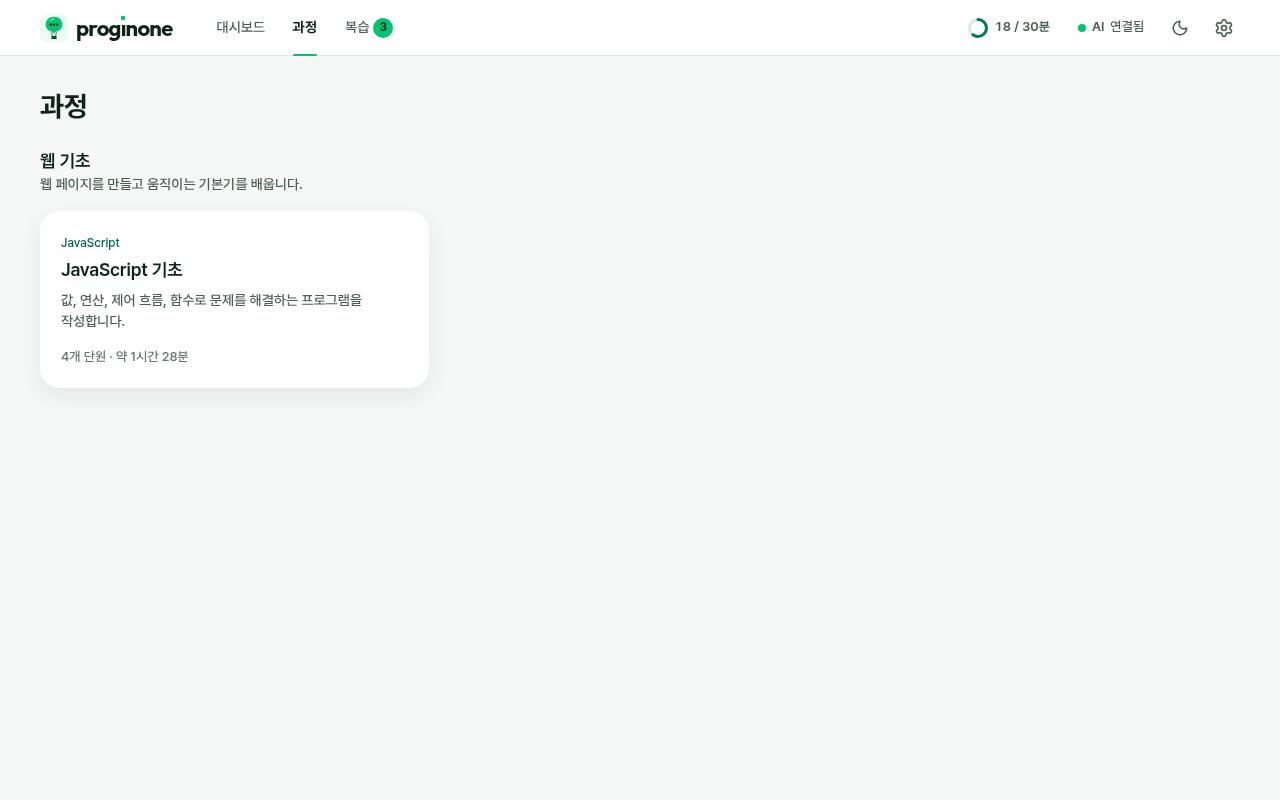 proginone
대시보드
과정
복습 3
18 / 30분
AI 연결됨
과정
웹 기초
웹 페이지를 만들고 움직이는 기본기를 배웁니다.
JavaScript
JavaScript 기초
값, 연산, 제어 흐름, 함수로 문제를 해결하는 프로그램을
작성합니다.
4개 단원 · 약 1시간 28분